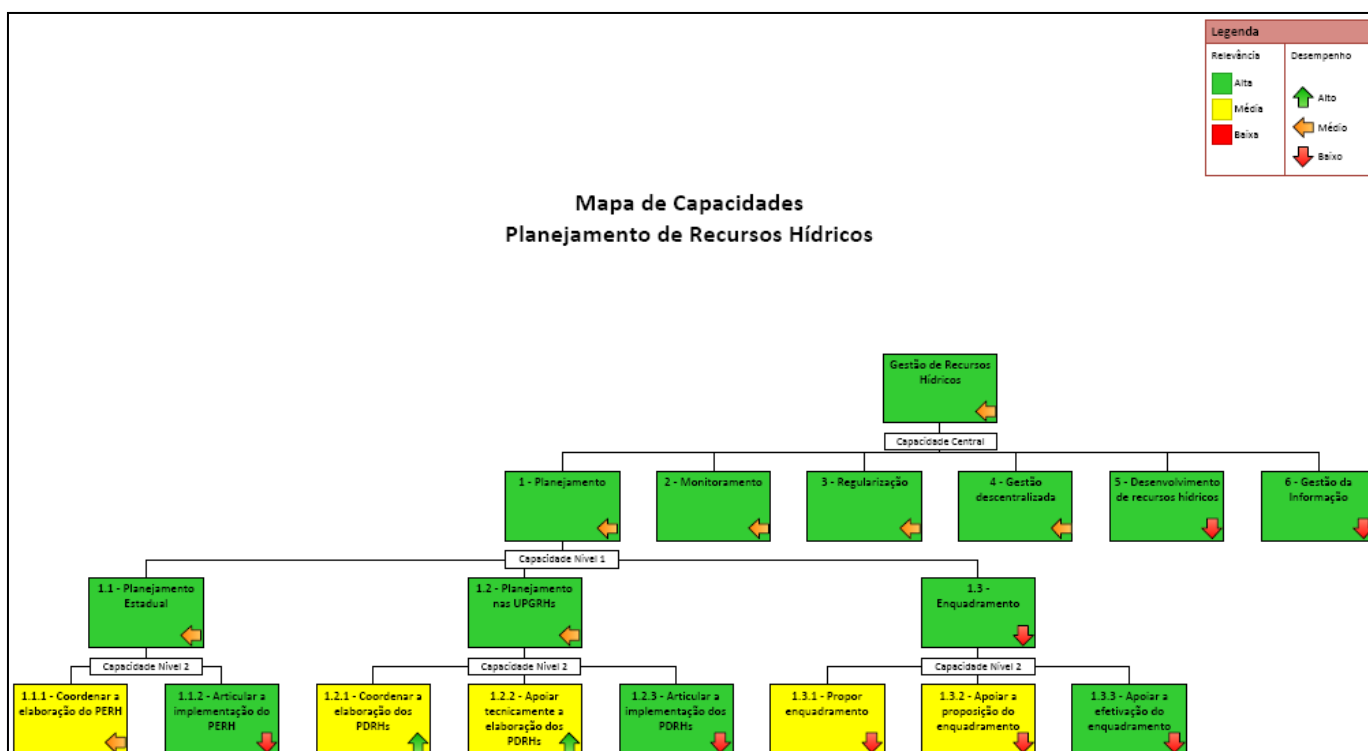 Legenda
Relevância
Desempenho
Alta
Média
Baixa
Alto
Médio
Baixo
Mapa de Capacidades
Planejamento de Recursos Hídricos
Gestão de Recursos
Hídricos
Capacidade Central
1 - Planejamento
2 - Monitoramento
3 - Regularização
4 - Gestão
descentralizada
5 - Desenvolvimento
de recursos hídricos
6 - Gestão da
Informação
Capacidade Nível 1
1.1 - Planejamento
Estadual
1.2 - Planejamento
nas UPGRHs
1.3 -
Enquadramento
Capacidade Nível 2
Capacidade Nível 2
Capacidade Nível 2
1.1.1 - Coordenar a
elaboração do PERH
1.1.2 - Articular a
implementação do
PERH
1.2.1 - Coordenar a
elaboração dos
PDRHs
1.2.2 - Apoiar
tecnicamente a
elaboração dos
PDRHs
1.2.3 - Articular a
implementação dos
PDRHs
1.3.1 - Propor
enquadramento
1.3.2 - Apoiar a
proposição do
enquadramento
1.3.3 - Apoiar a
efetivação do
enquadramento